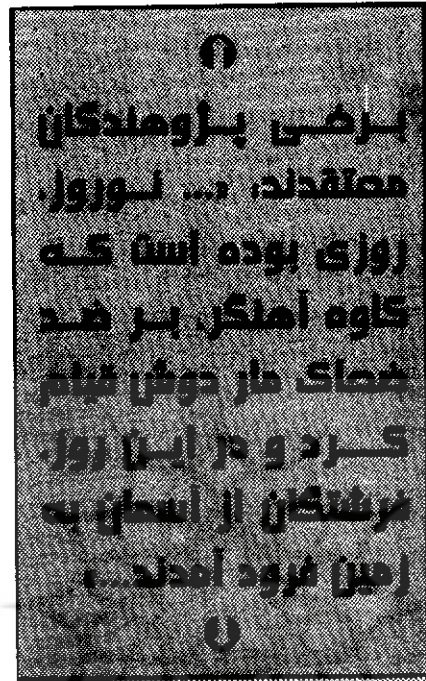 برخی پژوهندگان
معتقدند، «... نوروز،
روزی بوده است که
کاوه آهنگر، بر ضد
ضحاک مار دوش قیام
کرد و در این روز،
فرشتگان از آسمان به
زمین فرود آمدند...»